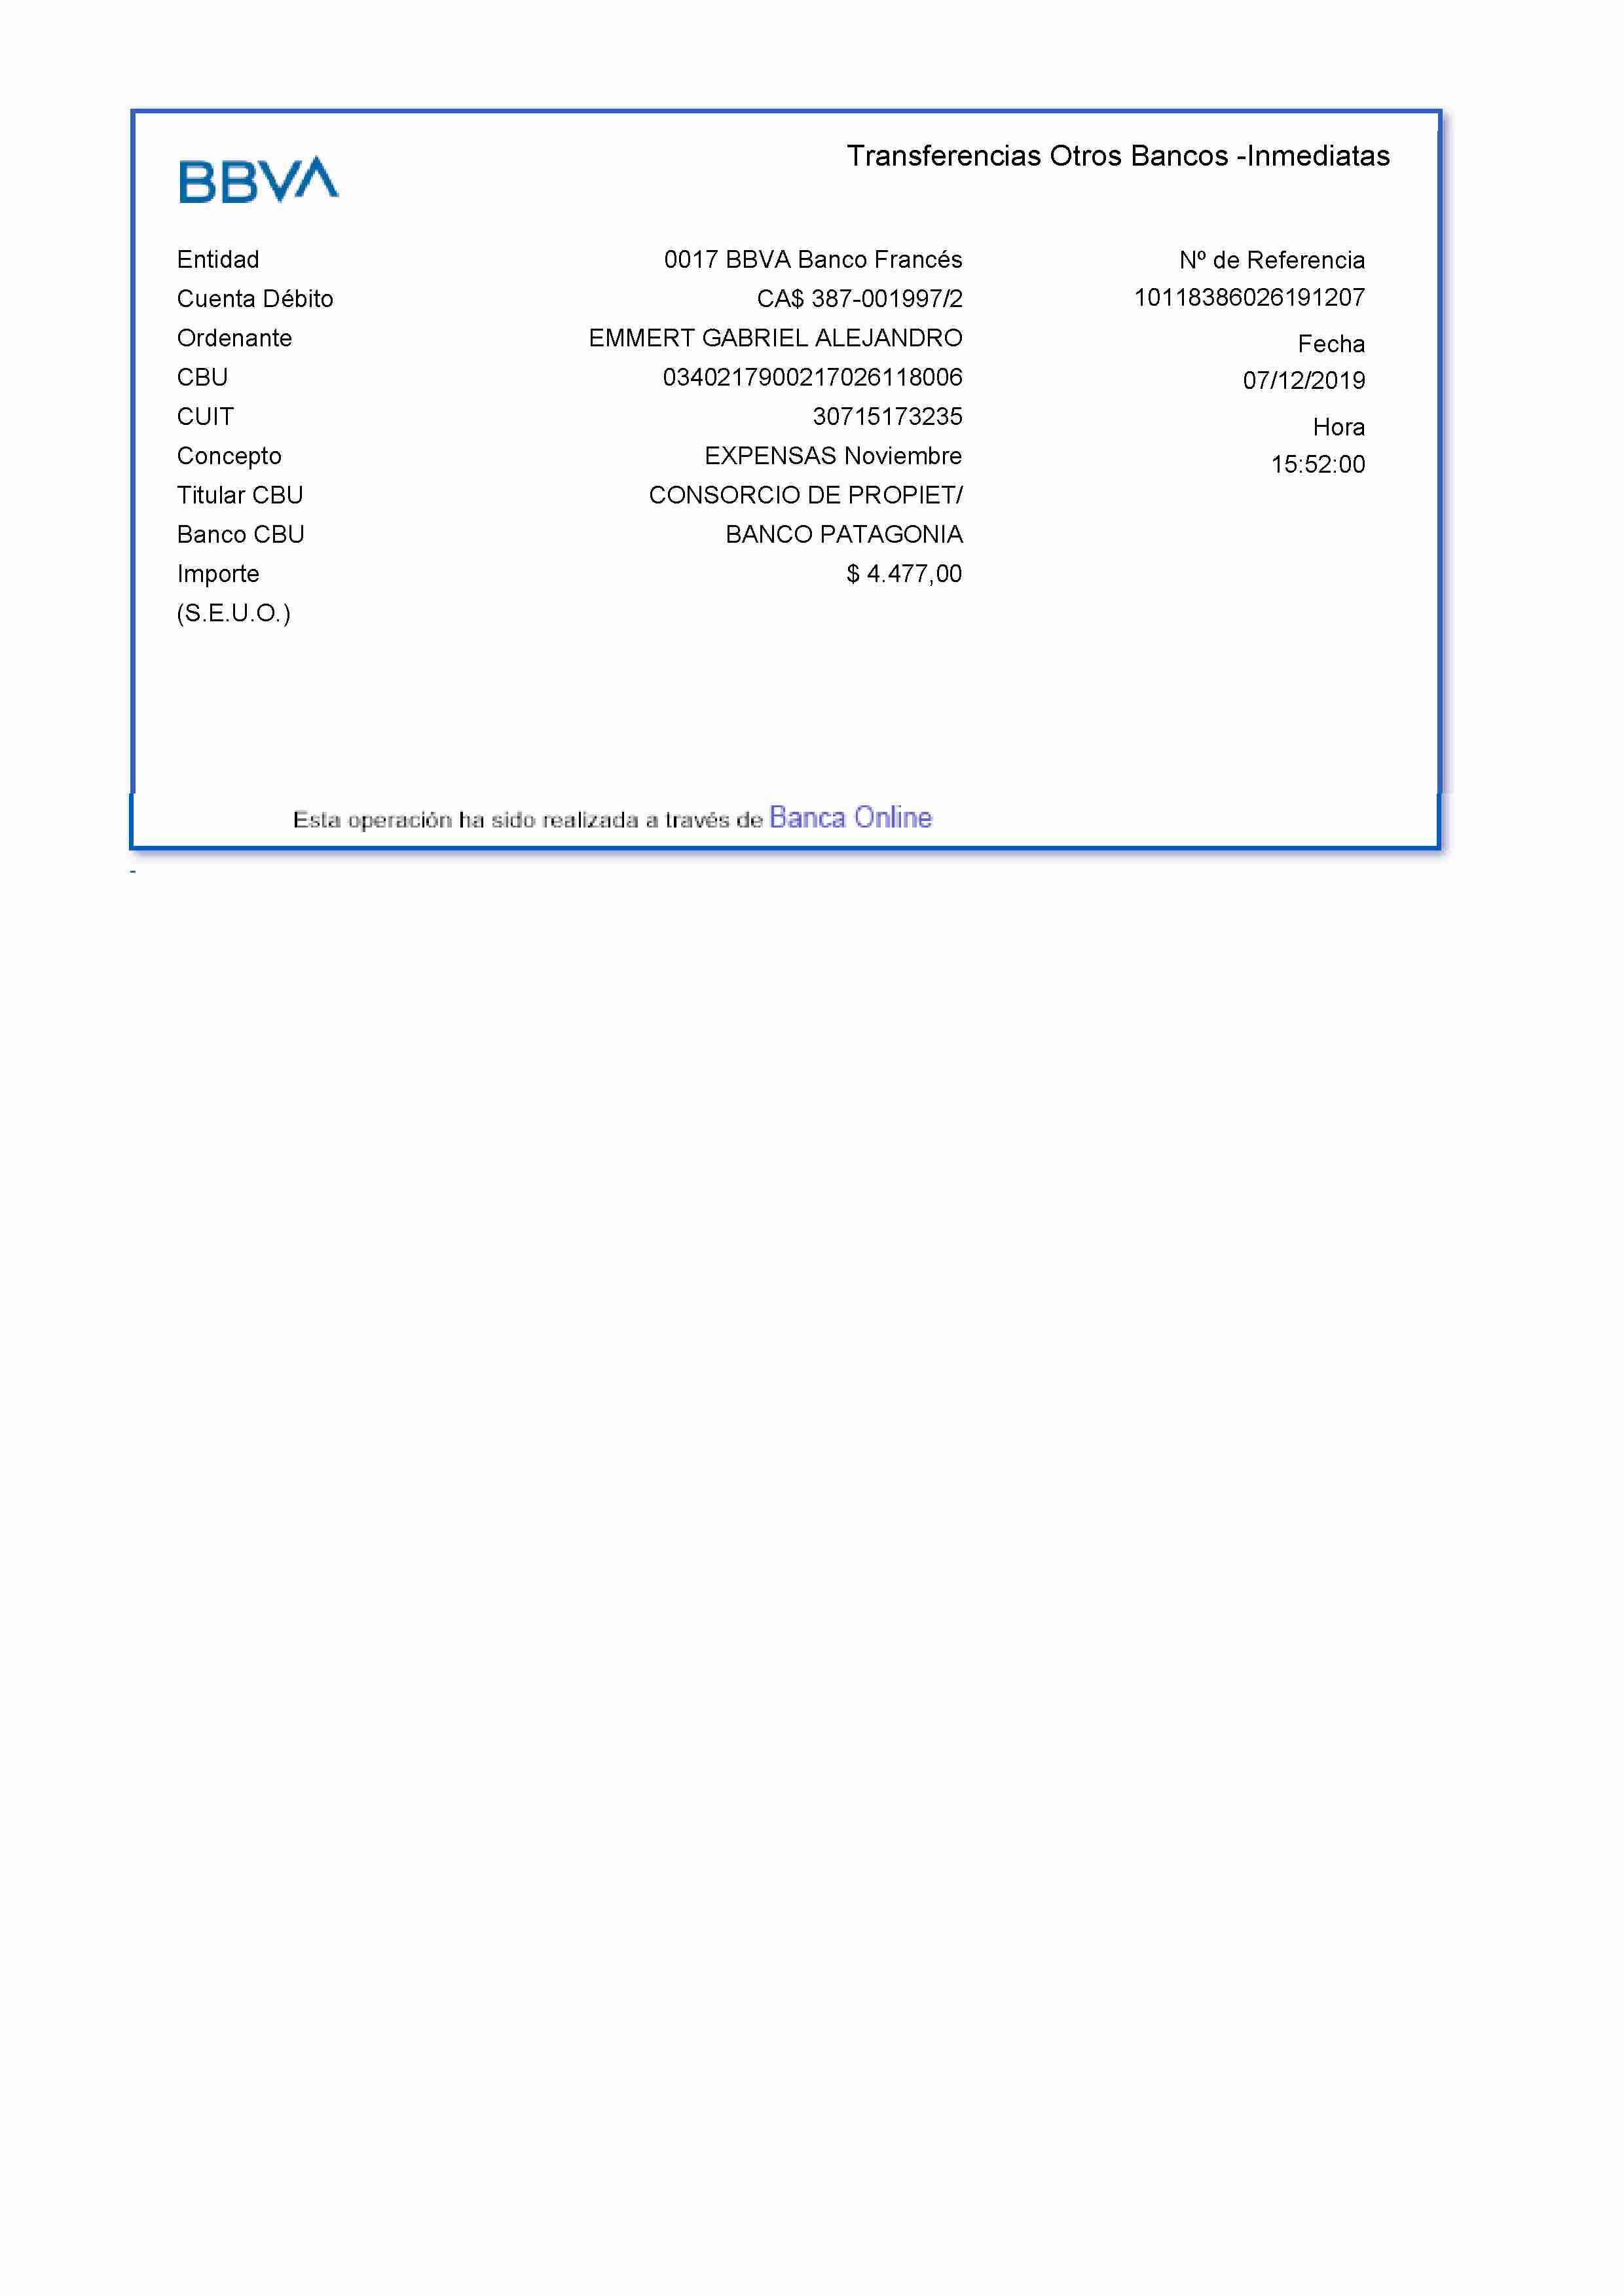 BBVA
Transferencias Otros Bancos -Inmediatas
Entidad 0017 BBVA Banco Francés
Cuenta Débito CA$ 387-001997/2
Ordenante EMMERT GABRIEL ALEJANDRO
CBU 0340217900217026118006
CUIT 30715173235
Concepto EXPENSAS Noviembre
Titular CBU CONSORCIO DE PROPIET/
Banco CBU BANCO PATAGONIA
Importe $ 4.477,00
(S.E.U.O.)
Nº de Referencia
10118386026191207
Fecha
07/12/2019
Hora
15:52:00
Esta operación ha sido realizada a través de Banca Online